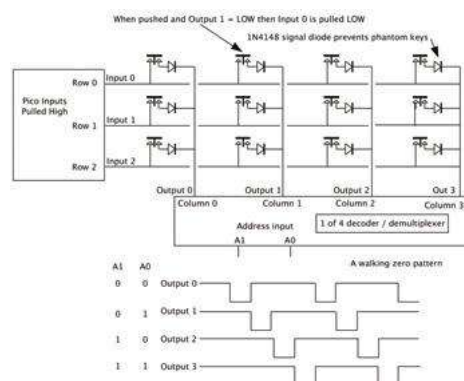 When pushed and Output 1 = LOW then Input 0 is pulled LOW
1N4148 signal diode prevents phantom keys
Pico Inputs
Pulled High
Row 0
Input 0
Row 1
Input 1
Row 2
Input 2
Output 0
Output 1
Output 2
Out 3
Column 0
Column 1
Column 2
Column 3
Address input
1 of 4 decoder / demultiplexer
A1
A0
A walking zero pattern
A1 A0
0 0 Output 0
0 1 Output 1
1 0 Output 2
1 1 Output 3